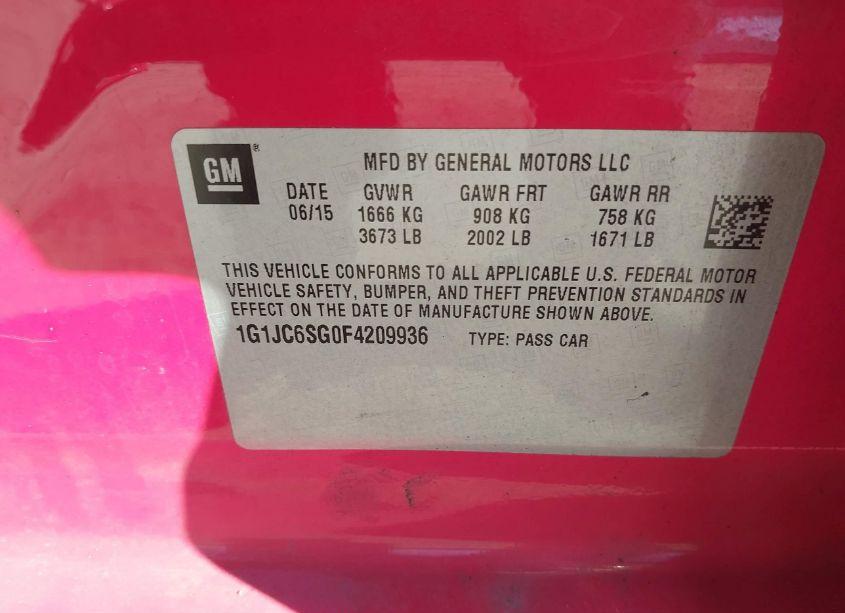 GM® MFD BY GENERAL MOTORS LLC
DATE GVWR GAWR FRT GAWR RR
06/15 1666 KG 908 KG 758 KG
3673 LB 2002 LB 1671 LB
THIS VEHICLE CONFORMS TO ALL APPLICABLE U.S. FEDERAL MOTOR
VEHICLE SAFETY, BUMPER, AND THEFT PREVENTION STANDARDS IN
EFFECT ON THE DATE OF MANUFACTURE SHOWN ABOVE.
1G1JC6SG0F4209936 TYPE: PASS CAR